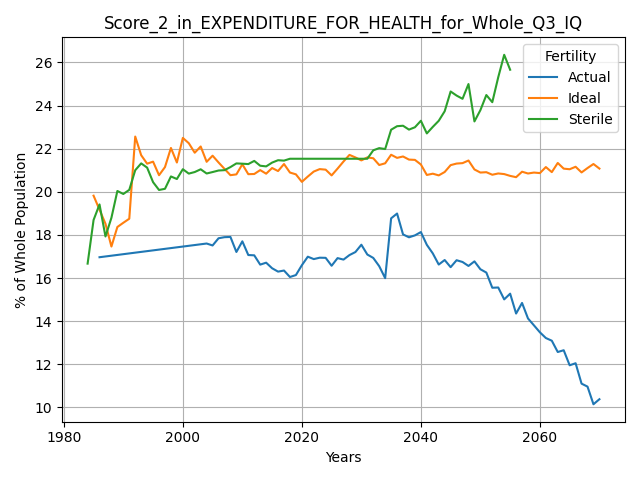 Score_2_in_EXPENDITURE_FOR_HEALTH_for_Whole_Q3_IQ
% of Whole Population
26
24
22
20
18
16
14
12
10
Fertility
Actual
Ideal
Sterile
1980
2000
2020
2040
2060
Years